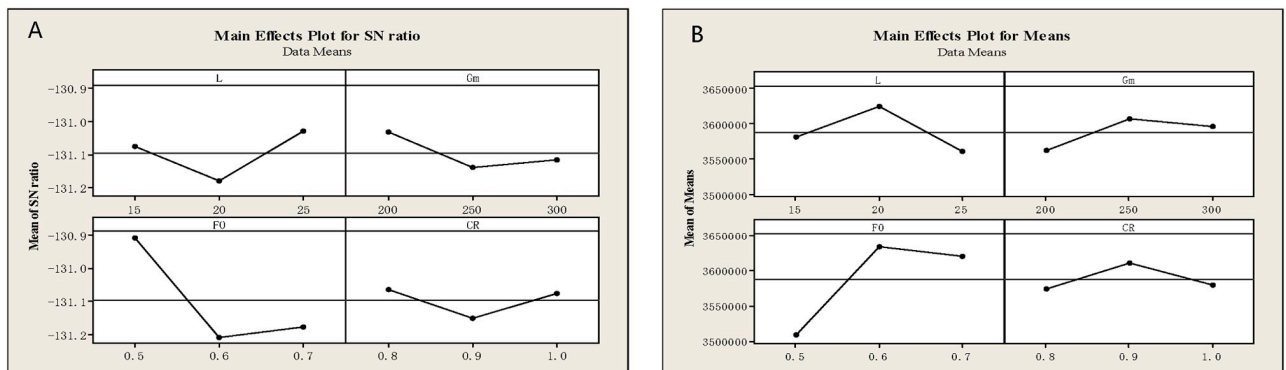 A
Main Effects Plot for SN ratio
Data Means
L Gm
-130.9
-131.0
-131.1
-131.2
15 20 25 200 250 300
F0 CR
-130.9
-131.0
-131.1
-131.2
0.5 0.6 0.7 0.8 0.9 1.0
Mean of SN ratio
B
Main Effects Plot for Means
Data Means
L Gm
3650000
3600000
3550000
3500000
15 20 25 200 250 300
F0 CR
3650000
3600000
3550000
3500000
0.5 0.6 0.7 0.8 0.9 1.0
Mean of Means